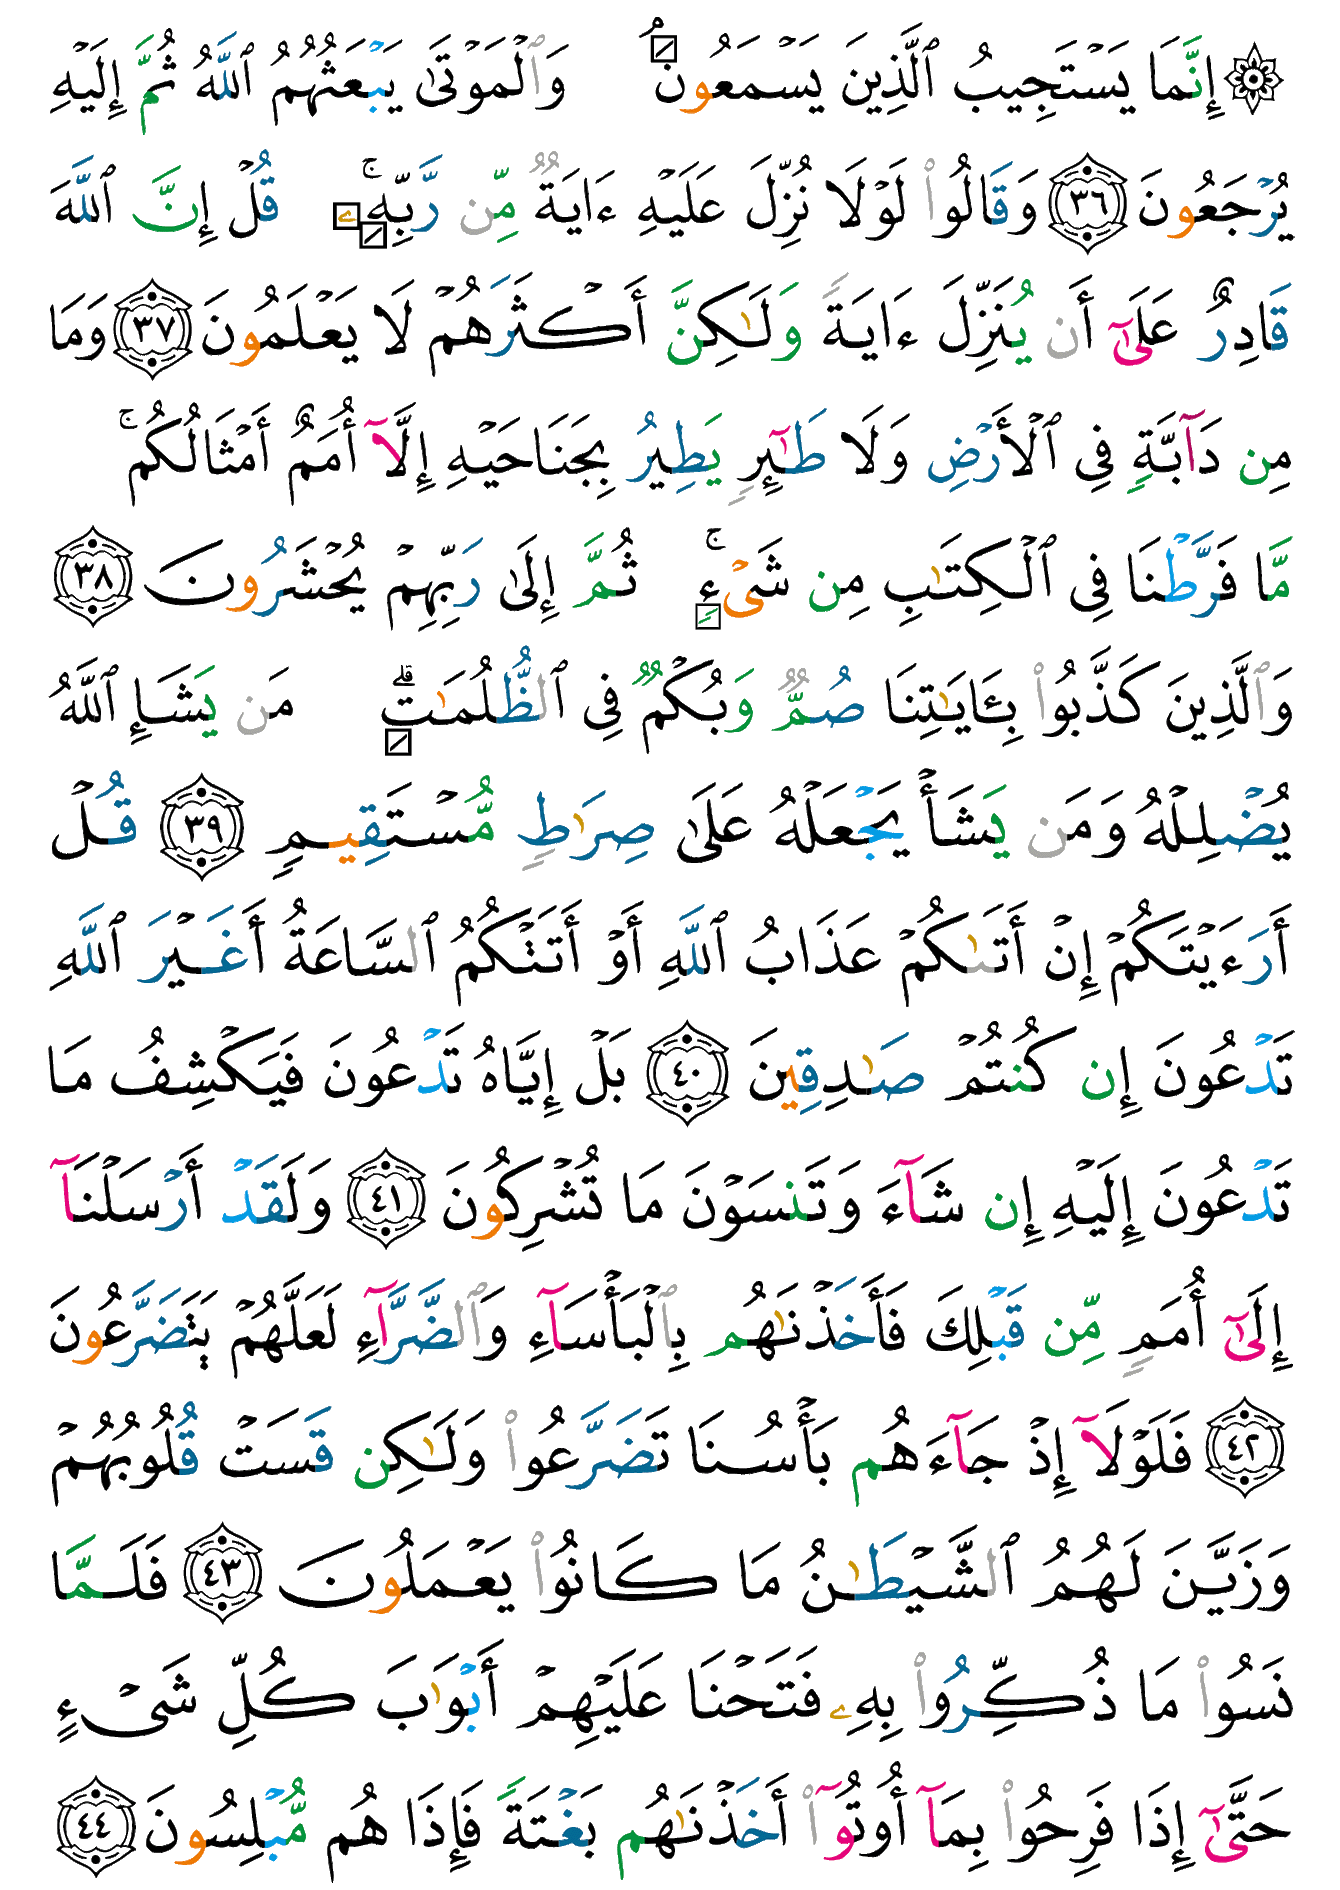 ۞ إِنَّمَا يَسْتَجِيبُ ٱلَّذِينَ يَسْمَعُونَۘ وَٱلْمَوْتَىٰ يَبْعَثُهُمُ ٱللَّهُ ثُمَّ إِلَيْهِ
يُرْجَعُونَ ٣٦ وَقَالُوا۟ لَوْلَا نُزِّلَ عَلَيْهِ ءَايَةٌ مِّن رَّبِّهِۦۚ قُلْ إِنَّ ٱللَّهَ
قَادِرٌ عَلَىٰٓ أَن يُنَزِّلَ ءَايَةً وَلَـٰكِنَّ أَكْثَرَهُمْ لَا يَعْلَمُونَ ٣٧ وَمَا
مِن دَآبَّةٍ فِى ٱلْأَرْضِ وَلَا طَـٰٓئِرٍ يَطِيرُ بِجَنَاحَيْهِ إِلَّآ أُمَمٌ أَمْثَالُكُمۚ
مَّا فَرَّطْنَا فِى ٱلْكِتَـٰبِ مِن شَىْءٍۚ ثُمَّ إِلَىٰ رَبِّهِمْ يُحْشَرُونَ ٣٨
وَٱلَّذِينَ كَذَّبُوا۟ بِـَٔايَـٰتِنَا صُمٌّ وَبُكْمٌ فِى ٱلظُّلُمَـٰتِۗ مَن يَشَإِ ٱللَّهُ
يُضْلِلْهُ وَمَن يَشَأْ يَجْعَلْهُ عَلَىٰ صِرَٰطٍ مُّسْتَقِيمٍ ٣٩ قُلْ
أَرَءَيْتَكُمْ إِنْ أَتَىٰكُمْ عَذَابُ ٱللَّهِ أَوْ أَتَتْكُمُ ٱلسَّاعَةُ أَغَيْرَ ٱللَّهِ
تَدْعُونَ إِن كُنتُمْ صَـٰدِقِينَ ٤٠ بَلْ إِيَّاهُ تَدْعُونَ فَيَكْشِفُ مَا
تَدْعُونَ إِلَيْهِ إِن شَآءَ وَتَنسَوْنَ مَا تُشْرِكُونَ ٤١ وَلَقَدْ أَرْسَلْنَآ
إِلَىٰٓ أُمَمٍ مِّن قَبْلِكَ فَأَخَذْنَـٰهُم بِٱلْبَأْسَآءِ وَٱلضَّرَّآءِ لَعَلَّهُمْ يَتَضَرَّعُونَ
٤٢ فَلَوْلَآ إِذْ جَآءَهُم بَأْسُنَا تَضَرَّعُوا۟ وَلَـٰكِن قَسَتْ قُلُوبُهُمْ
وَزَيَّنَ لَهُمُ ٱلشَّيْطَـٰنُ مَا كَانُوا۟ يَعْمَلُونَ ٤٣ فَلَمَّا
نَسُوا۟ مَا ذُكِّرُوا۟ بِهِۦ فَتَحْنَا عَلَيْهِمْ أَبْوَٰبَ كُلِّ شَىْءٍ
حَتَّىٰٓ إِذَا فَرِحُوا۟ بِمَآ أُوتُوٓا۟ أَخَذْنَـٰهُم بَغْتَةً فَإِذَا هُم مُّبْلِسُونَ ٤٤